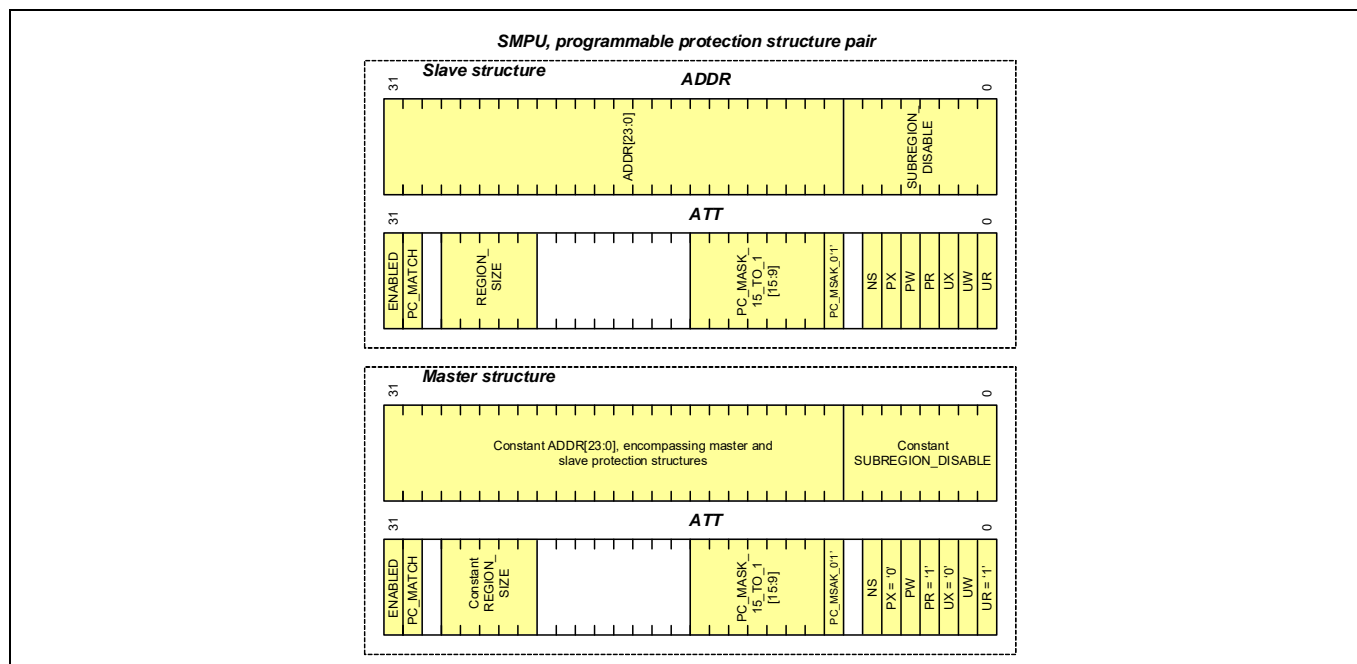 SMPU, programmable protection structure pair
Slave structure
ADDR
31
0
ADDR[23:0]
SUBREGION_
DISABLE
ATT
31
0
ENABLED
PC_MATCH
REGION_
SIZE
PC_MASK_
15_TO_1
[15:9]
PC_MSAK_0'1'
NS
PX
PW
PR
UX
UW
UR
Master structure
31
0
Constant ADDR[23:0], encompassing master and
slave protection structures
Constant
SUBREGION_DISABLE
ATT
31
0
ENABLED
PC_MATCH
Constant
REGION_
SIZE
PC_MASK_
15_TO_1
[15:9]
PC_MSAK_0'1'
NS
PX = '0'
PW
PR = '1'
UX = '0'
UW
UR = '1'